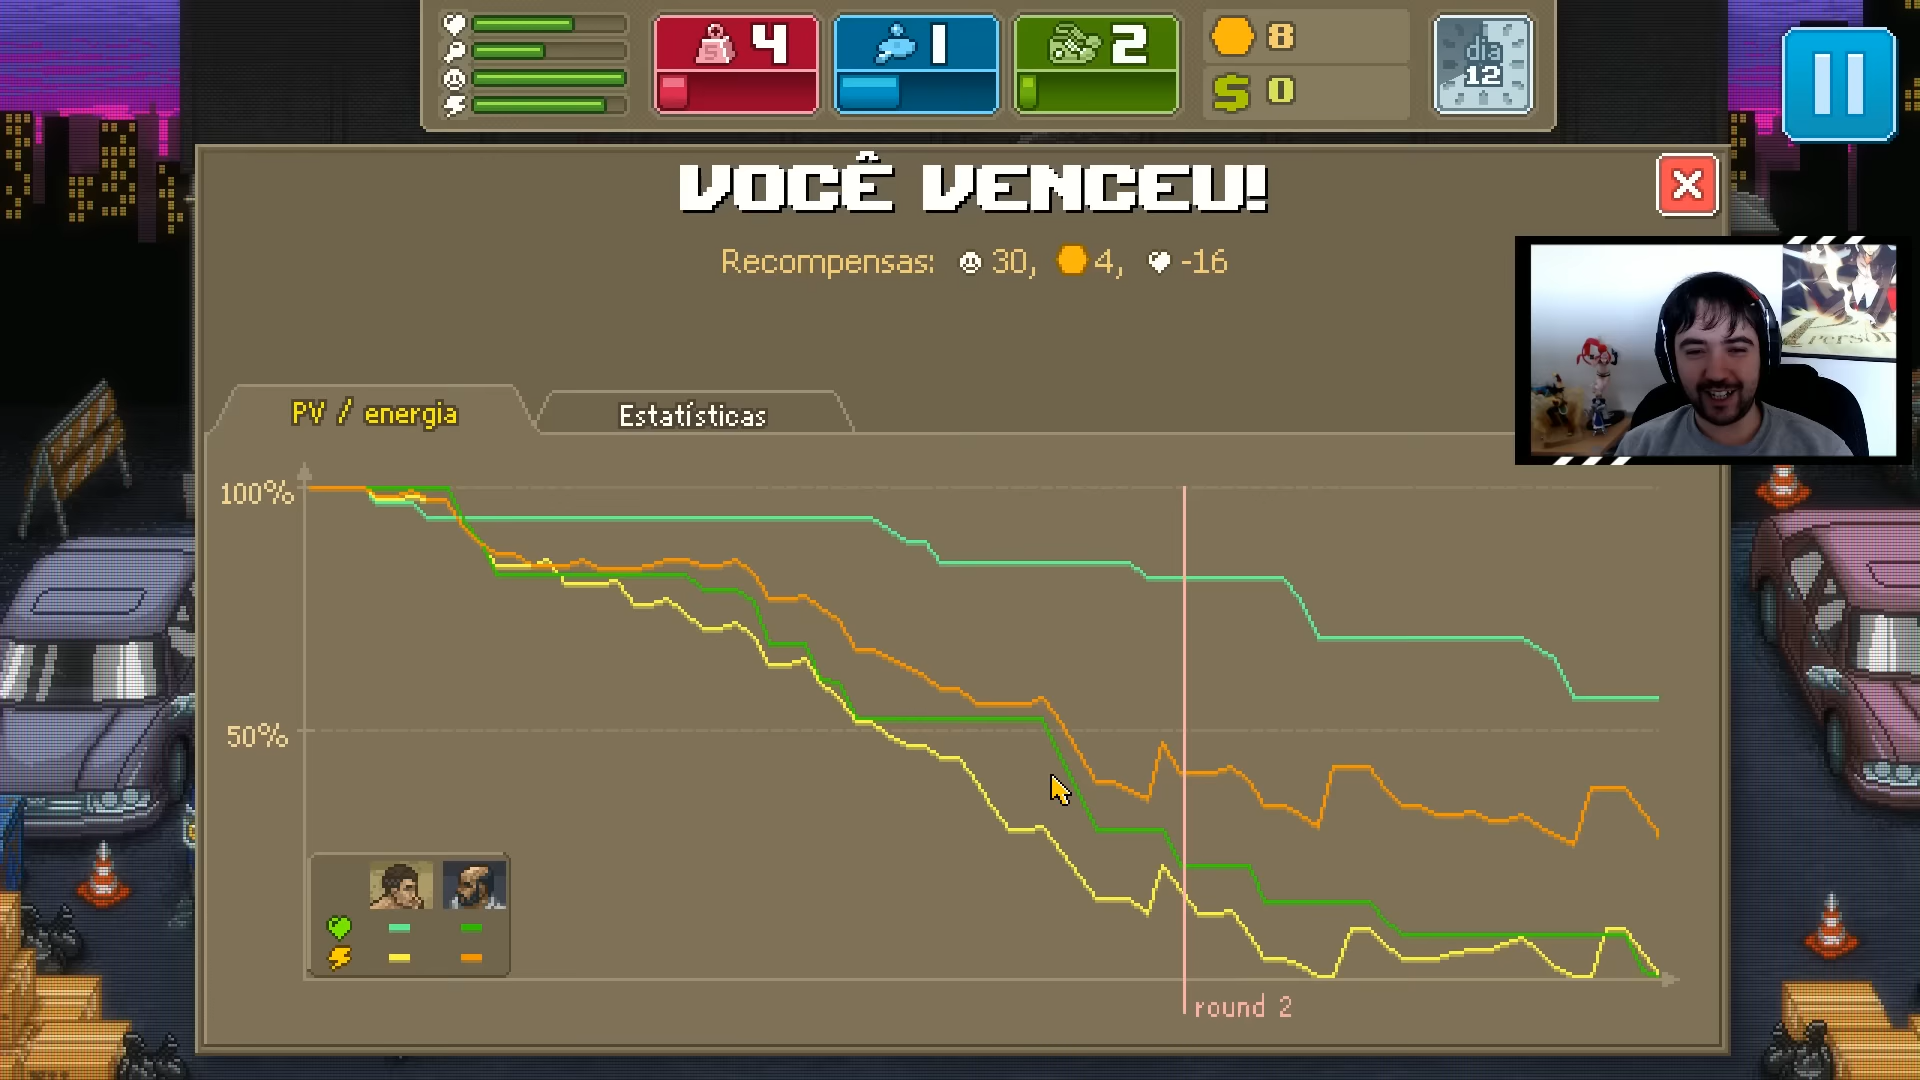 4
1
2
8
0
dia
12
VOCÊ VENCEU!
Recompensas: 30, 4, -16
PV / energia
Estatísticas
100%
50%
round 2